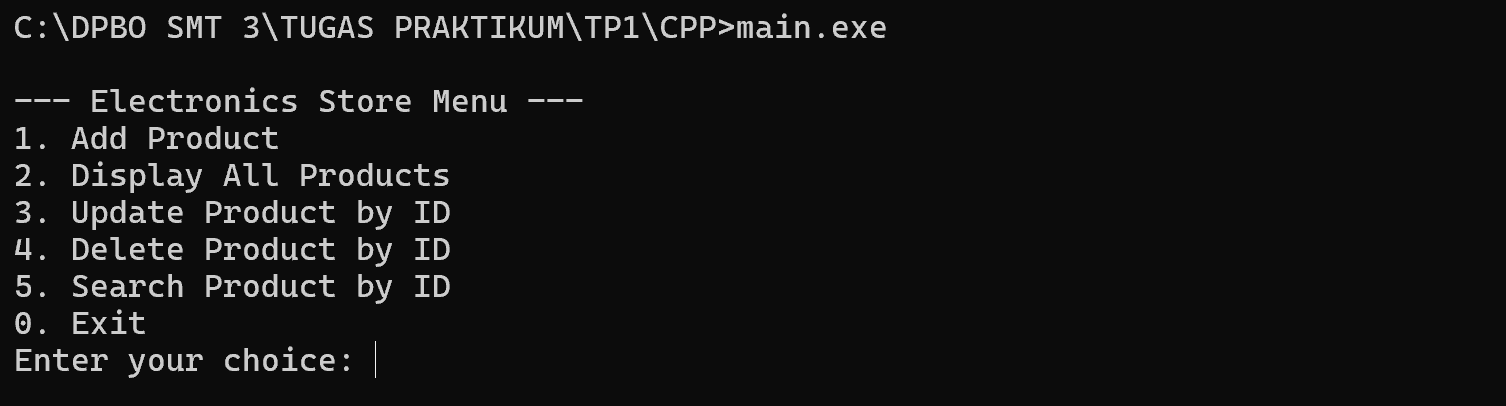 C:\DPBO SMT 3\TUGAS PRAKTIKUM\TP1\CPP>main.exe
--- Electronics Store Menu ---
1. Add Product
2. Display All Products
3. Update Product by ID
4. Delete Product by ID
5. Search Product by ID
0. Exit
Enter your choice: